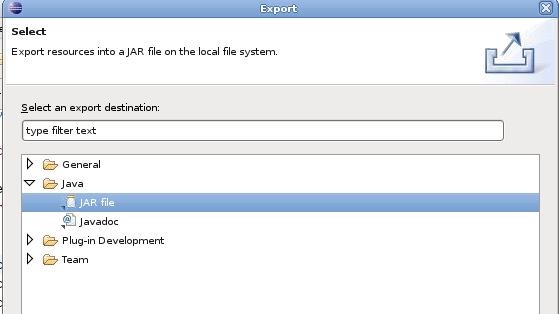 Export
Select
Export resources into a JAR file on the local file system.
Select an export destination:
type filter text
General
Java
JAR file
Javadoc
Plug-in Development
Team